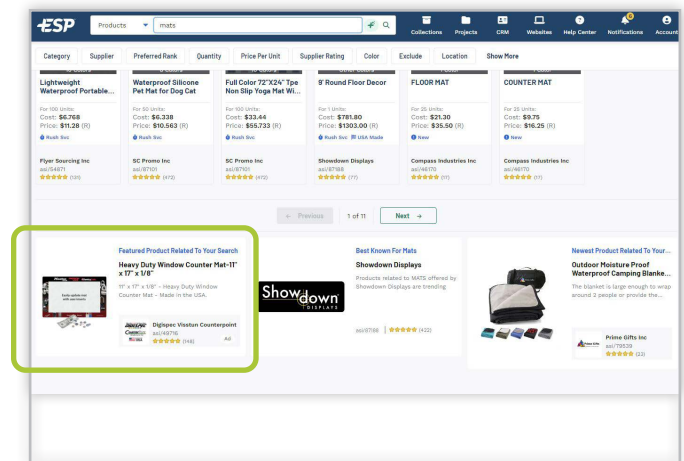 ESP
Products
mats
Collections
Projects
CRM
Websites
Help Center
Notifications
Account
Category
Supplier
Preferred Rank
Quantity
Price Per Unit
Supplier Rating
Color
Exclude
Location
Show More
Lightweight
Waterproof Portable...
For 100 Units:
Cost: $6.768
Price: $11.28 (R)
Rush Svc
Flyer Sourcing Inc
asi/54871
(131)
Waterproof Silicone
Pet Mat for Dog Cat
For 50 Units:
Cost: $6.338
Price: $10.563 (R)
Rush Svc
SC Promo Inc
asi/87101
(472)
Full Color 72"X24" Tpe
Non Slip Yoga Mat Wi...
For 100 Units:
Cost: $33.44
Price: $55.733 (R)
Rush Svc
SC Promo Inc
asi/87101
(472)
9' Round Floor Decor
For 1 Units:
Cost: $781.80
Price: $1303.00 (R)
Rush Svc USA Made
Showdown Displays
asi/87188
(77)
FLOOR MAT
For 25 Units:
Cost: $21.30
Price: $35.50 (R)
New
Compass Industries Inc
asi/46170
(17)
COUNTER MAT
For 25 Units:
Cost: $9.75
Price: $16.25 (R)
New
Compass Industries Inc
asi/46170
(17)
← Previous
1 of 11
Next →
Featured Product Related To Your Search
Heavy Duty Window Counter Mat-11"
x 17" x 1/8"
11" x 17" x 1/8" - Heavy Duty Window
Counter Mat - Made in the USA.
Digispec Visstun Counterpoint
asi/49716
(148)
Ad
Best Known For Mats
Showdown
DISPLAYS
Showdown Displays
Products related to MATS offered by
Showdown Displays are trending
asi/87188
(422)
Newest Product Related To Your...
Outdoor Moisture Proof
Waterproof Camping Blanke...
The blanket is large enough to wrap
around 2 people or provide the...
Prime Gifts Inc
asi/79529
(23)